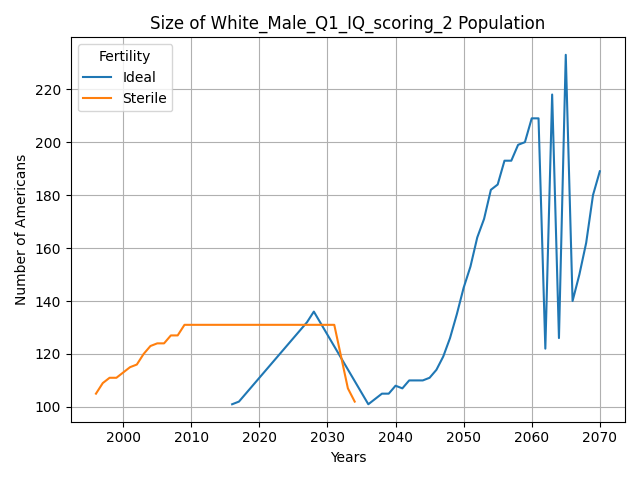 Size of White_Male_Q1_IQ_scoring_2 Population
Fertility
Ideal
Sterile
Number of Americans
220
200
180
160
140
120
100
2000 2010 2020 2030 2040 2050 2060 2070
Years